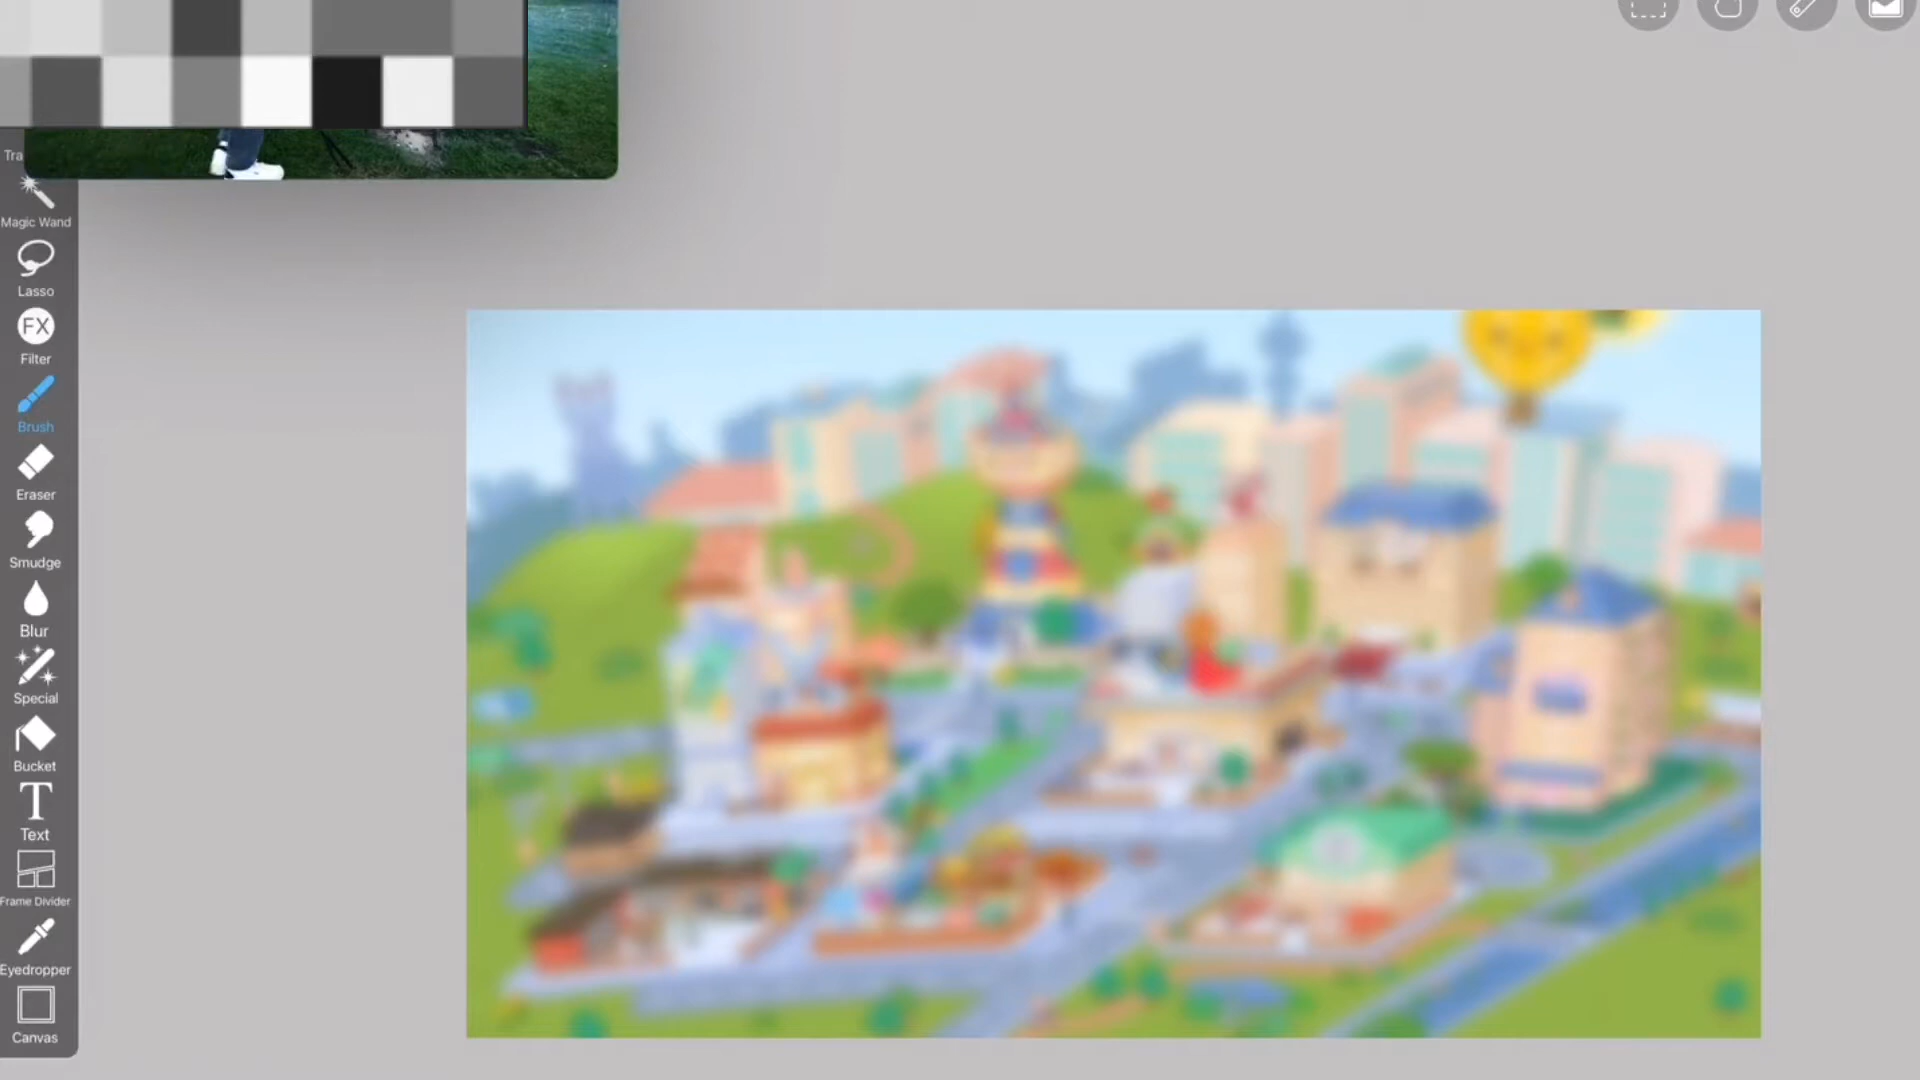 Tra
Magic Wand
Lasso
FX
Filter
Brush
Eraser
Smudge
Blur
Special
Bucket
T
Text
Frame Divider
Eyedropper
Canvas